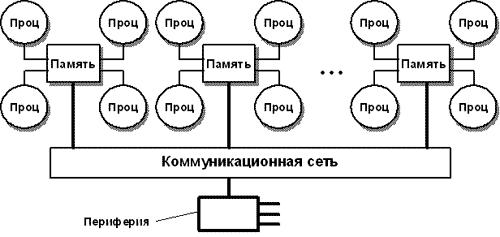 Проц Проц Проц Проц Проц Проц
Память Память ... Память
Проц Проц Проц Проц Проц Проц
Коммуникационная сеть
Периферия